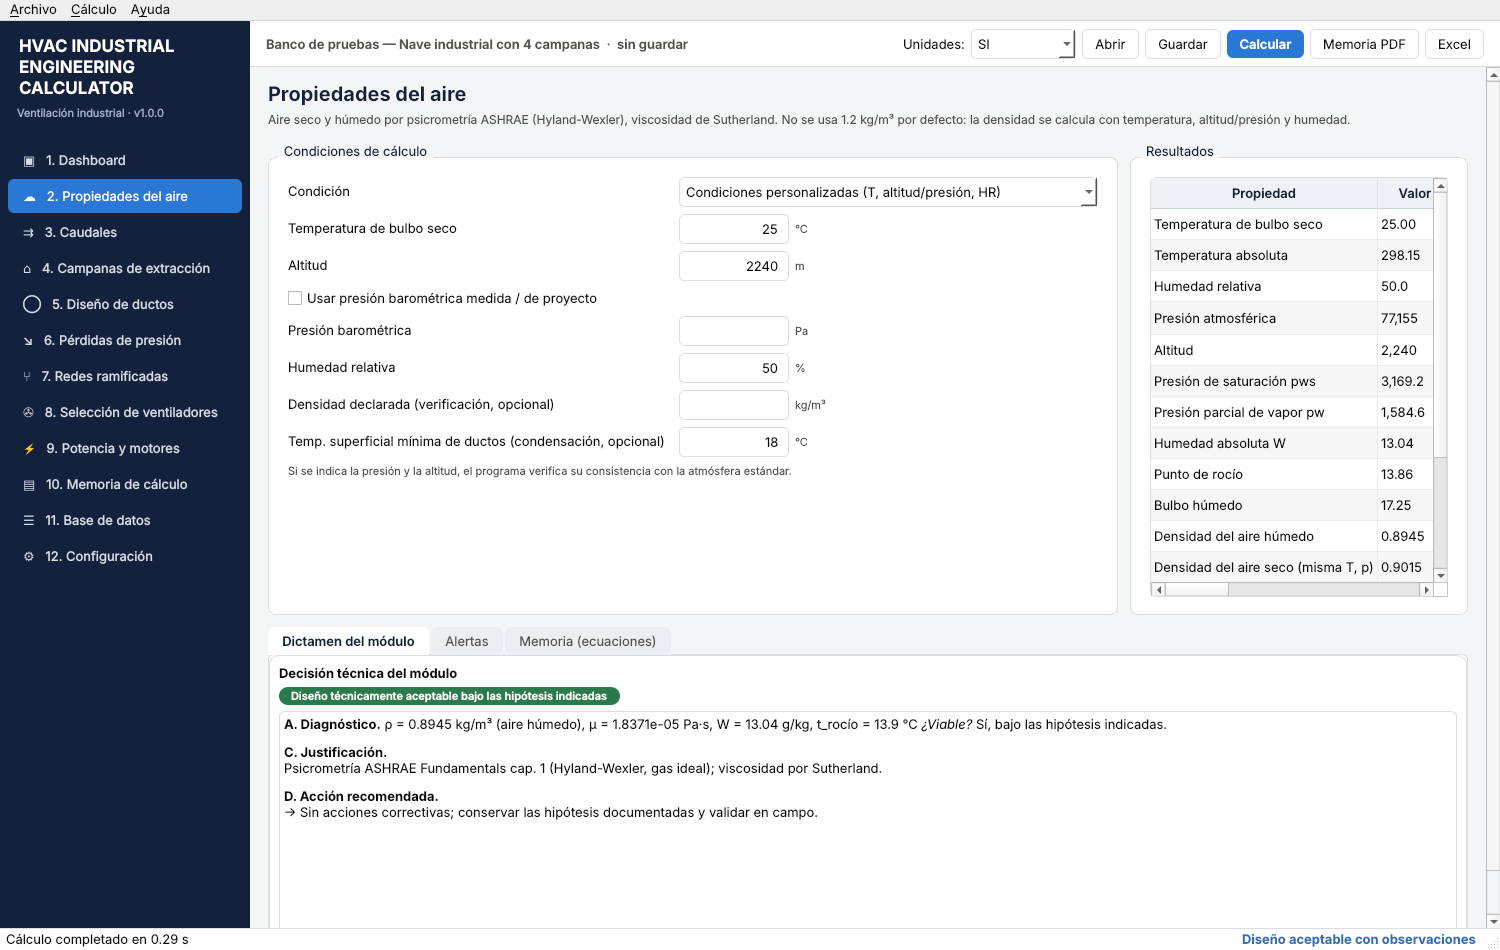 Archivo Cálculo Ayuda
HVAC INDUSTRIAL
ENGINEERING
CALCULATOR
Ventilación industrial · v1.0.0
1. Dashboard
2. Propiedades del aire
3. Caudales
4. Campanas de extracción
5. Diseño de ductos
6. Pérdidas de presión
7. Redes ramificadas
8. Selección de ventiladores
9. Potencia y motores
10. Memoria de cálculo
11. Base de datos
12. Configuración
Banco de pruebas — Nave industrial con 4 campanas · sin guardar
Unidades: SI Abrir Guardar Calcular Memoria PDF Excel
Propiedades del aire
Aire seco y húmedo por psicrometría ASHRAE (Hyland-Wexler), viscosidad de Sutherland. No se usa 1.2 kg/m³ por defecto: la densidad se calcula con temperatura, altitud/presión y humedad.
Condiciones de cálculo
Condición Condiciones personalizadas (T, altitud/presión, HR)
Temperatura de bulbo seco 25 °C
Altitud 2240 m
Usar presión barométrica medida / de proyecto
Presión barométrica Pa
Humedad relativa 50 %
Densidad declarada (verificación, opcional) kg/m³
Temp. superficial mínima de ductos (condensación, opcional) 18 °C
Si se indica la presión y la altitud, el programa verifica su consistencia con la atmósfera estándar.
Resultados
Propiedad Valor
Temperatura de bulbo seco 25.00
Temperatura absoluta 298.15
Humedad relativa 50.0
Presión atmosférica 77,155
Altitud 2,240
Presión de saturación pws 3,169.2
Presión parcial de vapor pw 1,584.6
Humedad absoluta W 13.04
Punto de rocío 13.86
Bulbo húmedo 17.25
Densidad del aire húmedo 0.8945
Densidad del aire seco (misma T, p) 0.9015
Dictamen del módulo Alertas Memoria (ecuaciones)
Decisión técnica del módulo
Diseño técnicamente aceptable bajo las hipótesis indicadas
A. Diagnóstico. ρ = 0.8945 kg/m³ (aire húmedo), μ = 1.8371e-05 Pa·s, W = 13.04 g/kg, t_rocío = 13.9 °C ¿Viable? Sí, bajo las hipótesis indicadas.
C. Justificación.
Psicrometría ASHRAE Fundamentals cap. 1 (Hyland-Wexler, gas ideal); viscosidad por Sutherland.
D. Acción recomendada.
→ Sin acciones correctivas; conservar las hipótesis documentadas y validar en campo.
Cálculo completado en 0.29 s
Diseño aceptable con observaciones